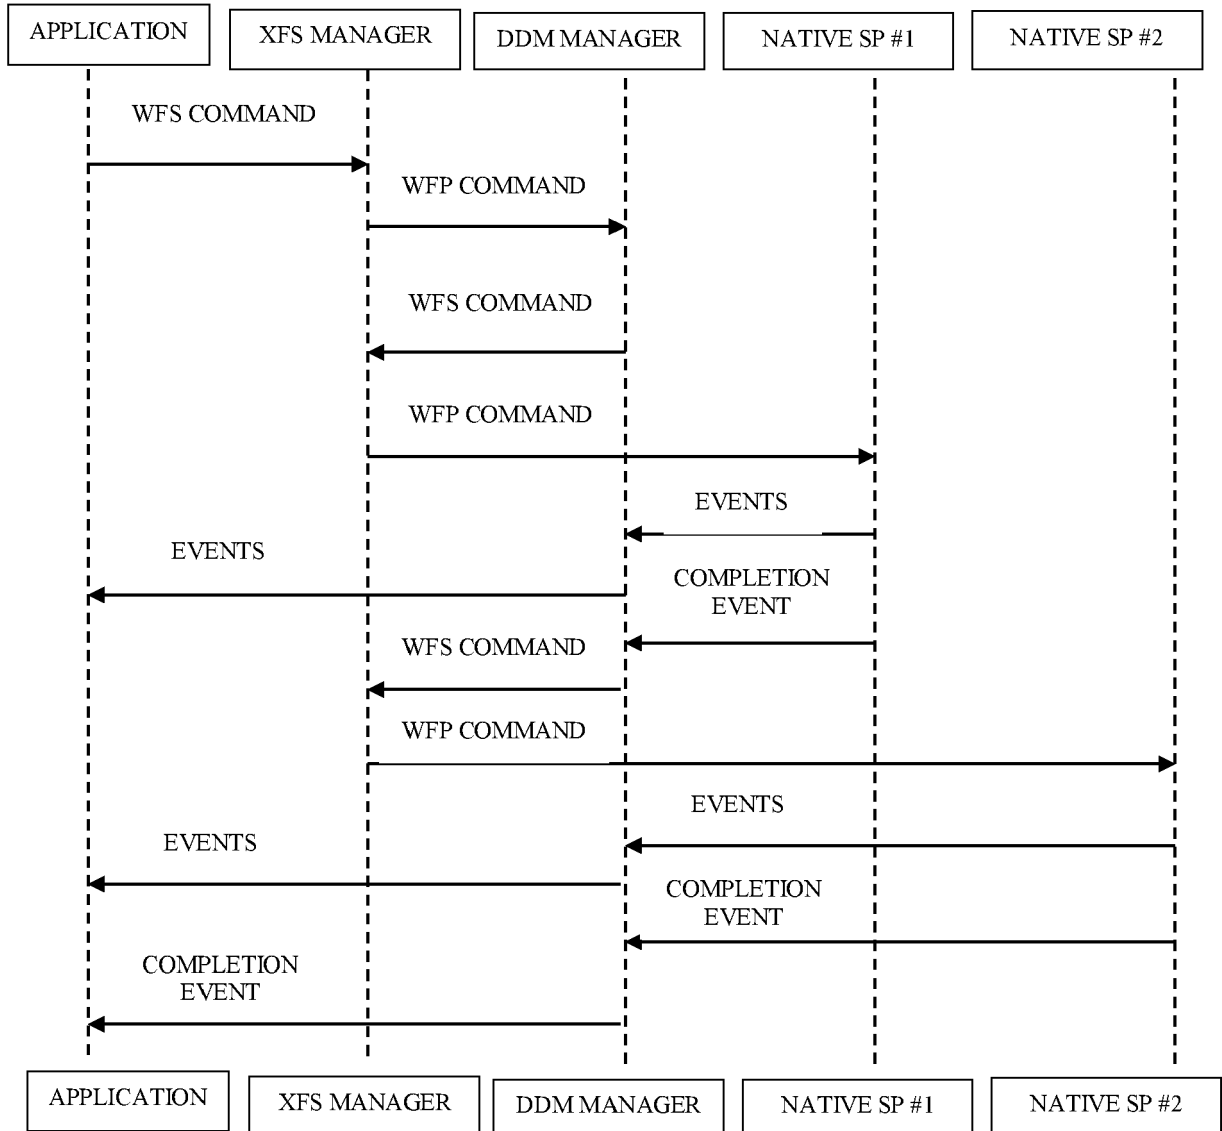 APPLICATION
XFS MANAGER
DDM MANAGER
NATIVE SP #1
NATIVE SP #2
WFS COMMAND
WFP COMMAND
WFS COMMAND
WFP COMMAND
EVENTS
EVENTS
COMPLETION
EVENT
WFS COMMAND
WFP COMMAND
EVENTS
EVENTS
COMPLETION
EVENT
COMPLETION
EVENT
APPLICATION
XFS MANAGER
DDM MANAGER
NATIVE SP #1
NATIVE SP #2